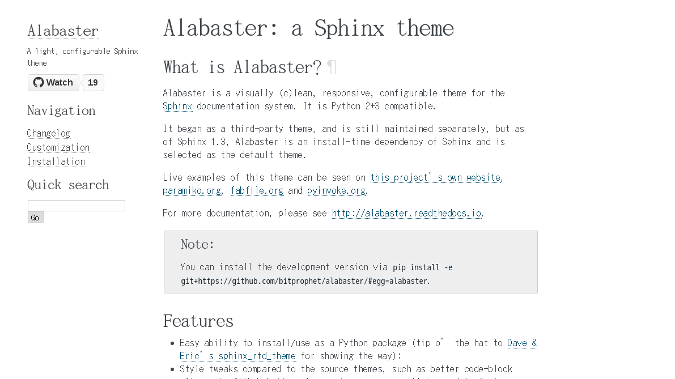 Alabaster
A light, configurable Sphinx
theme
Watch 19
Navigation
Changelog
Customization
Installation
Quick search
Go
Alabaster: a Sphinx theme
What is Alabaster? ¶
Alabaster is a visually (c)lean, responsive, configurable theme for the
Sphinx documentation system. It is Python 2+3 compatible.
It began as a third-party theme, and is still maintained separately, but as
of Sphinx 1.3, Alabaster is an install-time dependency of Sphinx and is
selected as the default theme.
Live examples of this theme can be seen on this project’s own website,
paramiko.org, fabfile.org and pyinvoke.org.
For more documentation, please see http://alabaster.readthedocs.io.
Note:
You can install the development version via pip install -e
git+https://github.com/bitprophet/alabaster/#egg=alabaster.
Features
• Easy ability to install/use as a Python package (tip o’ the hat to Dave &
Eric’s sphinx_rtd_theme for showing the way);
• Style tweaks compared to the source themes, such as better code-block